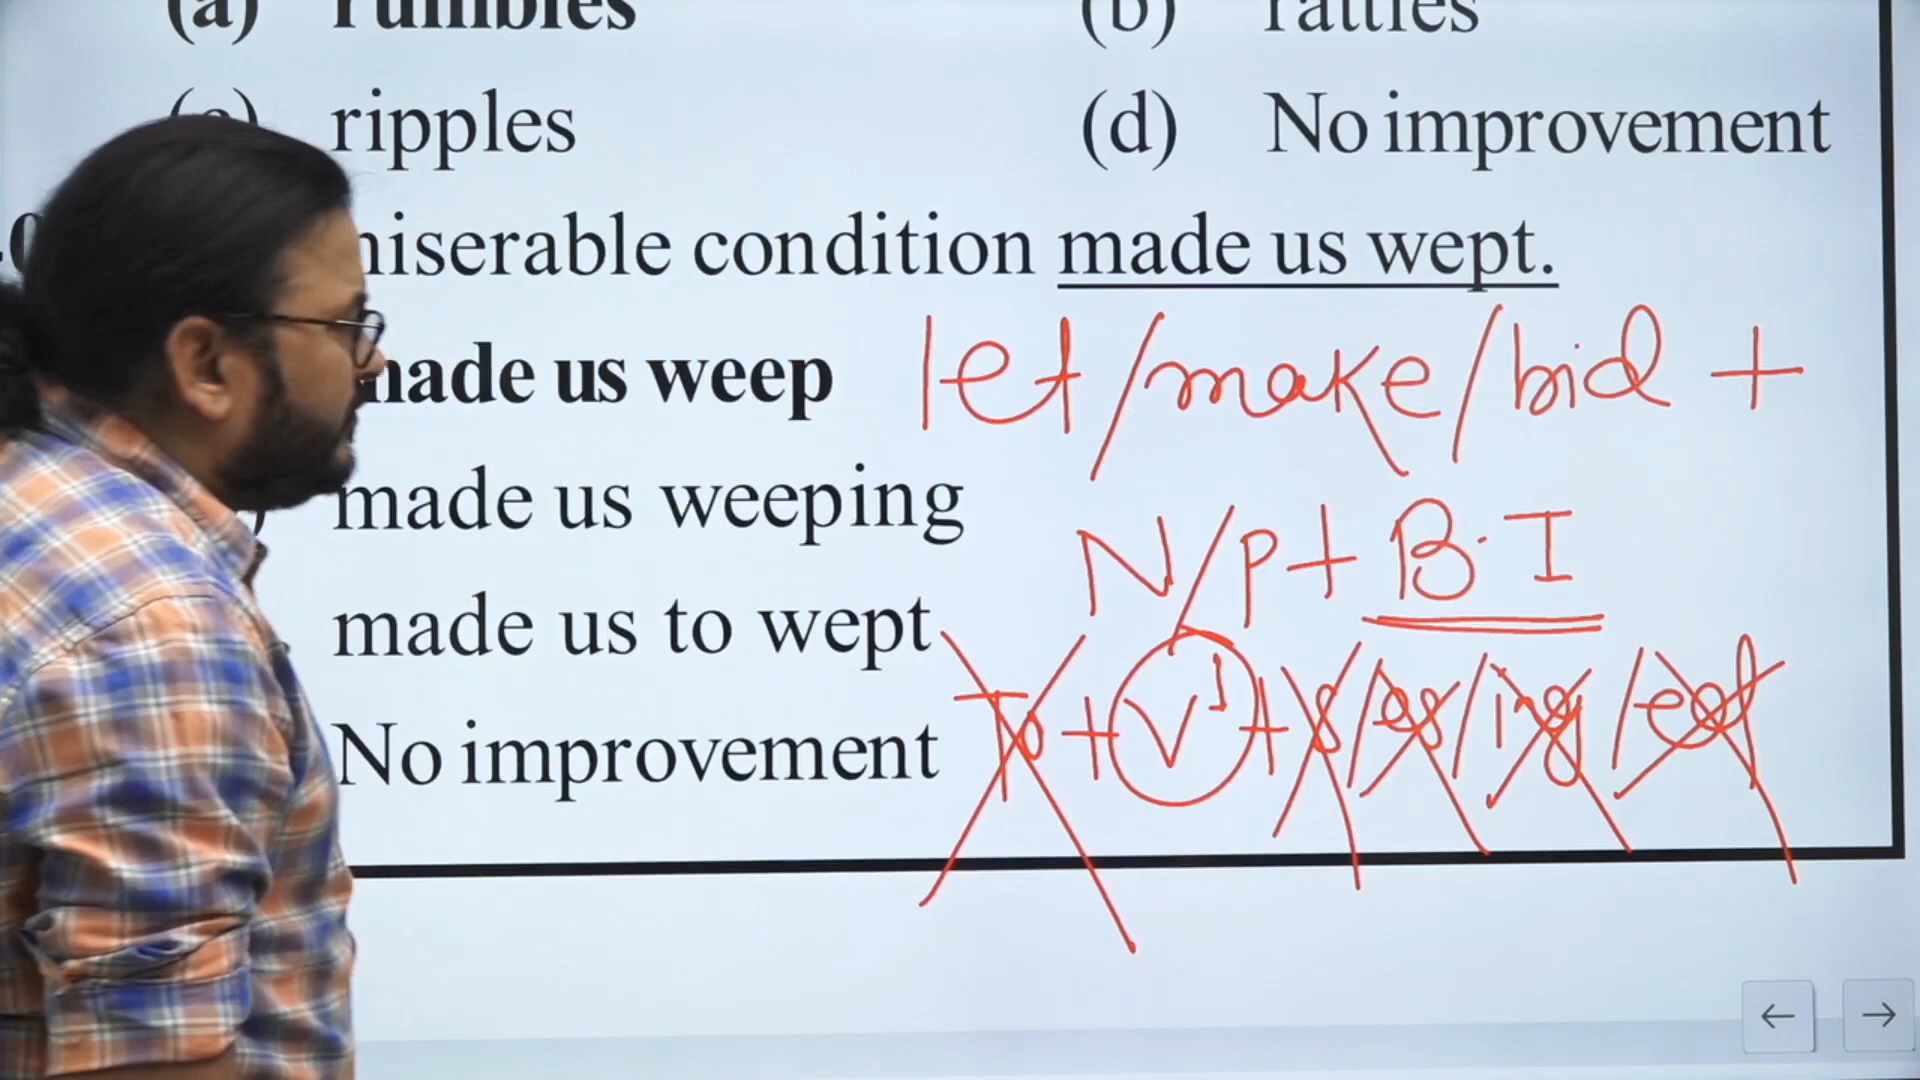 (a) rumbles (b) rattles
ripples (d) No improvement
miserable condition made us wept.
made us weep
let/make/bid +
made us weeping
N/P + B.I
made us to wept
To + V1 + s/es/ing/ed
No improvement